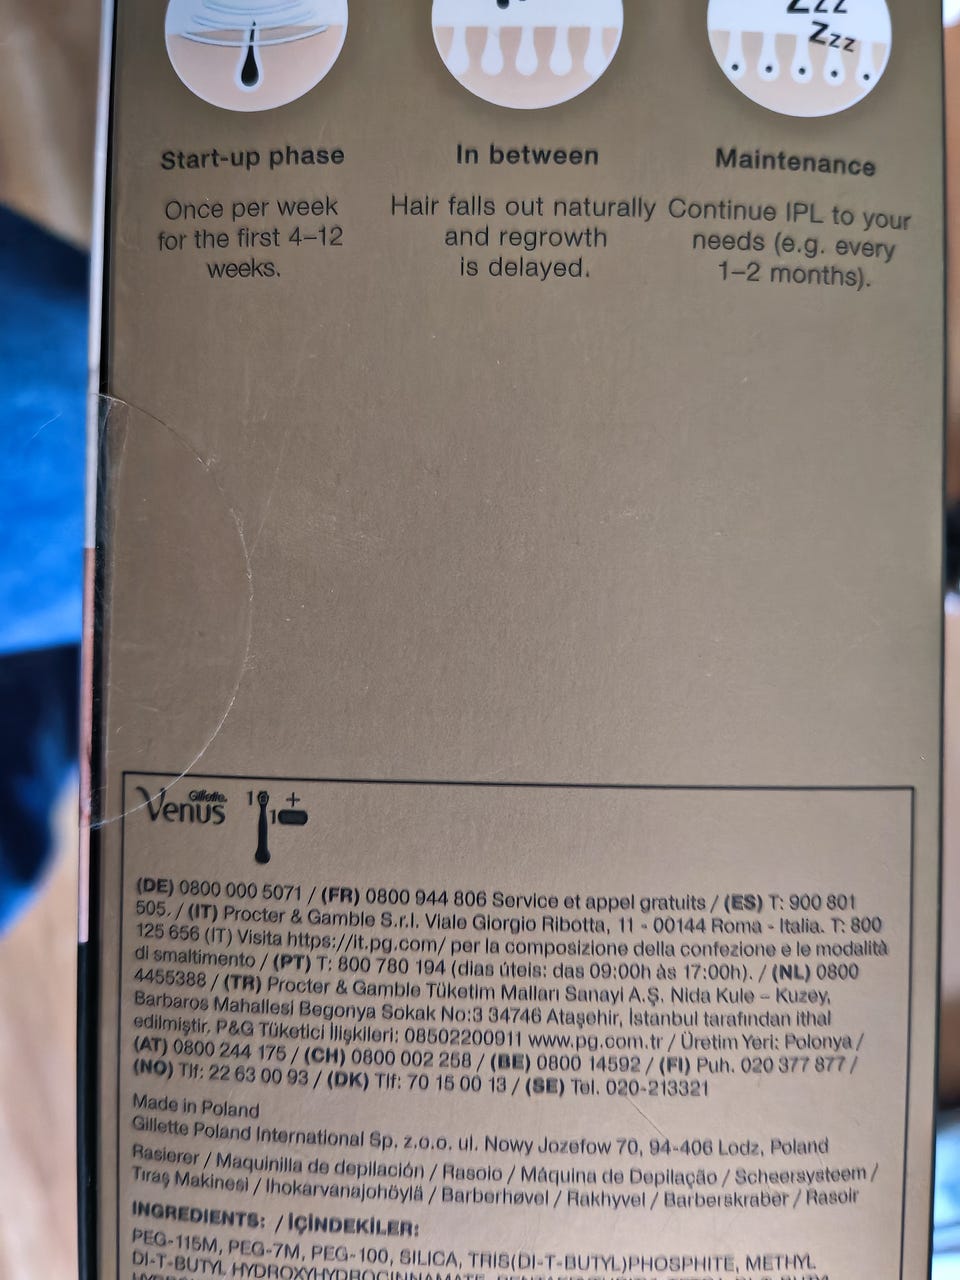 ZZZ
Zzz
Start-up phase
Once per week
for the first 4–12
weeks.
In between
Hair falls out naturally
and regrowth
is delayed.
Maintenance
Continue IPL to your
needs (e.g. every
1–2 months).
Gillette
Venus
1 + 1
(DE) 0800 000 5071 / (FR) 0800 944 806 Service et appel gratuits / (ES) T: 900 801
505. / (IT) Procter & Gamble S.r.l. Viale Giorgio Ribotta, 11 - 00144 Roma - Italia. T: 800
125 656 (IT) Visita https://it.pg.com/ per la composizione della confezione e le modalità
di smaltimento / (PT) T: 800 780 194 (dias úteis: das 09:00h às 17:00h). / (NL) 0800
4455388 / (TR) Procter & Gamble Tüketim Malları Sanayi A.Ş. Nida Kule – Kuzey,
Barbaros Mahallesi Begonya Sokak No:3 34746 Ataşehir, İstanbul tarafından ithal
edilmiştir. P&G Tüketici İlişkileri: 08502200911 www.pg.com.tr / Üretim Yeri: Polonya /
(AT) 0800 244 175 / (CH) 0800 002 258 / (BE) 0800 14592 / (FI) Puh. 020 377 877 /
(NO) Tlf: 22 63 00 93 / (DK) Tlf: 70 15 00 13 / (SE) Tel. 020-213321
Made in Poland
Gillette Poland International Sp. z.o.o. ul. Nowy Jozefow 70, 94-406 Lodz, Poland
Rasierer / Maquinilla de depilación / Rasoio / Máquina de Depilação / Scheersysteem /
Tıraş Makinesi / Ihokarvanajohöylä / Barberhøvel / Rakhyvel / Barberskraber / Rasoir
INGREDIENTS: / İÇİNDEKİLER:
PEG-115M, PEG-7M, PEG-100, SILICA, TRIS(DI-T-BUTYL)PHOSPHITE, METHYL
DI-T-BUTYL HYDROXYHYDROCINNAMATE,